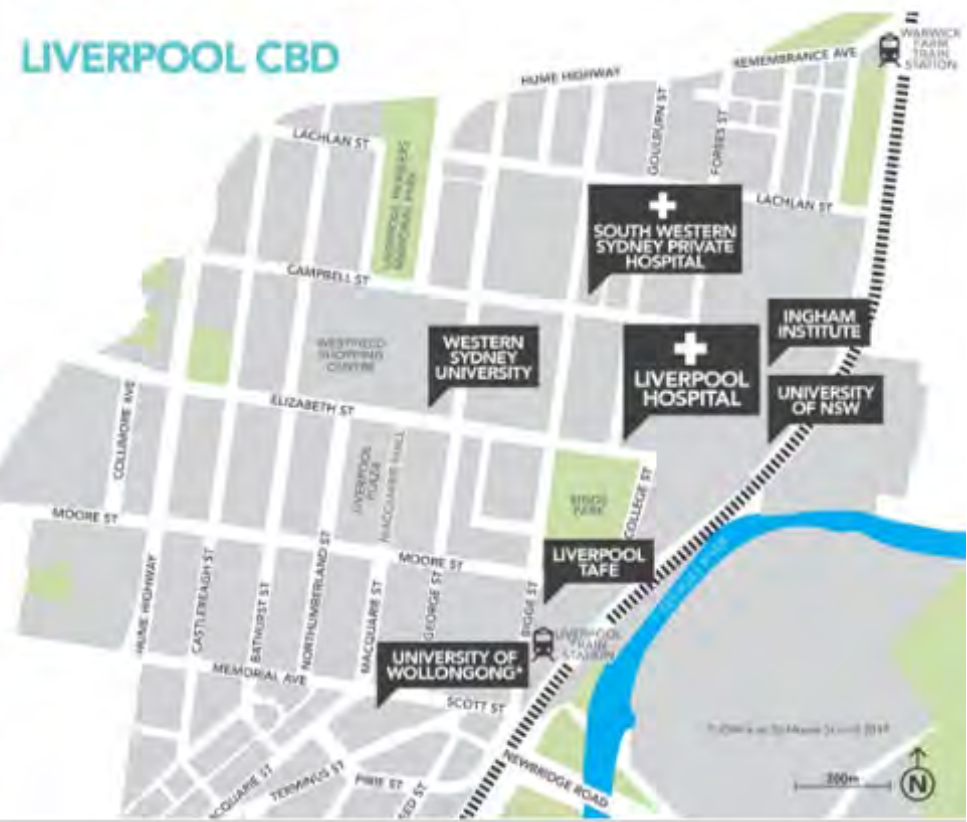 LIVERPOOL CBD
WARWICK
FARM
TRAIN
STATION
REMEMBRANCE AVE
HUME HIGHWAY
GOULBURN ST
FORBES ST
LACHLAN ST
LACHLAN ST
SOUTH WESTERN
SYDNEY PRIVATE
HOSPITAL
CAMPBELL ST
INGHAM
INSTITUTE
WESTFIELD
SHOPPING
CENTRE
WESTERN
SYDNEY
UNIVERSITY
LIVERPOOL
HOSPITAL
UNIVERSITY
OF NSW
ELIZABETH ST
COLLIMORE AVE
LIVERPOOL
PLAZA
MACQUARIE MALL
BIGGE
PARK
COLLEGE ST
MOORE ST
MOORE ST
LIVERPOOL
TAFE
HUME HIGHWAY
CASTLEREAGH ST
BATHURST ST
NORTHUMBERLAND ST
MACQUARIE ST
GEORGE ST
BIGGE ST
LIVERPOOL
TRAIN
STATION
UNIVERSITY OF
WOLLONGONG*
MEMORIAL AVE
SCOTT ST
NEWBRIDGE ROAD
TERMINUS ST
PIRIE ST
200m
N